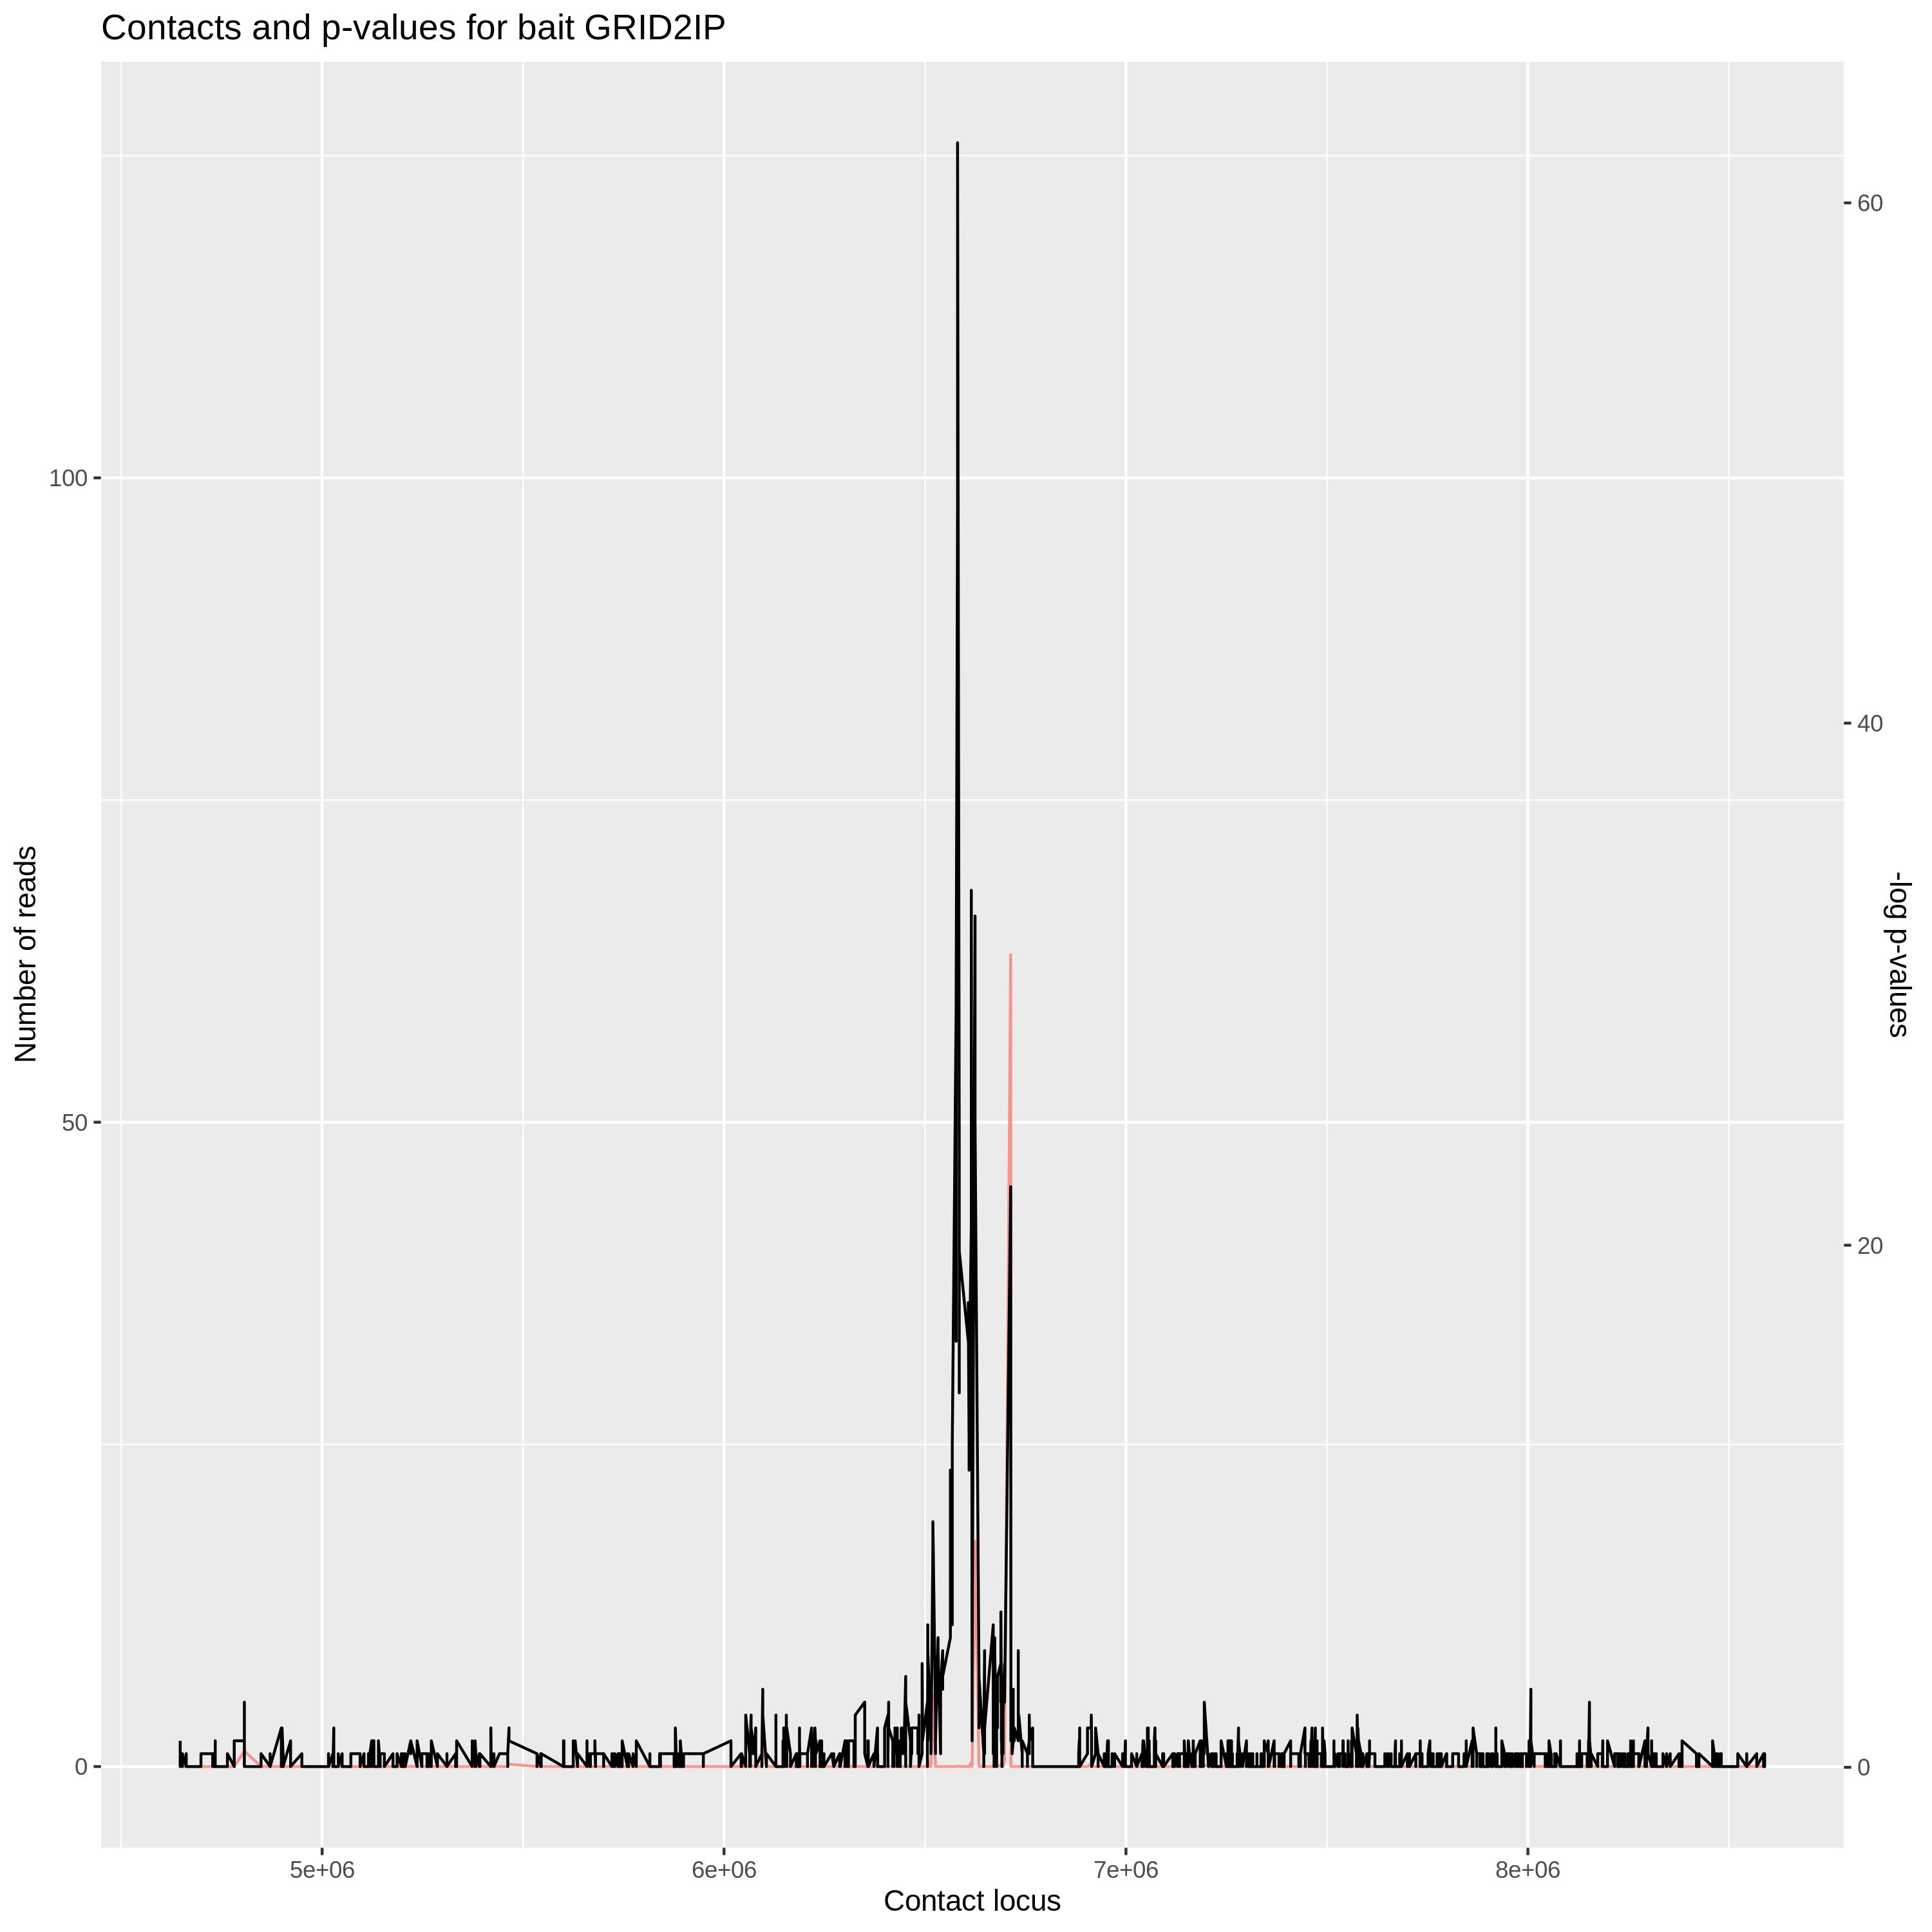 Contacts and p-values for bait GRID2IP
Number of reads
100
50
0
60
40
20
0
-log p-values
5e+06
6e+06
7e+06
8e+06
Contact locus